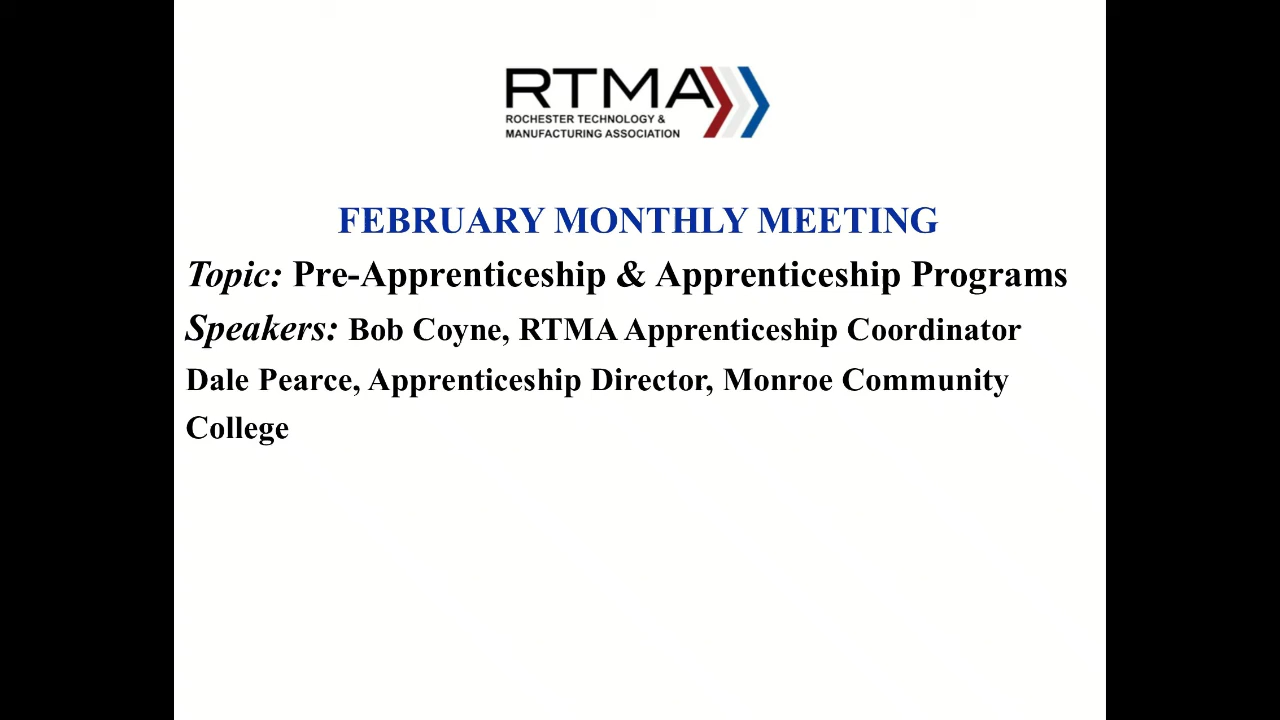 RTMA
ROCHESTER TECHNOLOGY &
MANUFACTURING ASSOCIATION
FEBRUARY MONTHLY MEETING
Topic: Pre-Apprenticeship & Apprenticeship Programs
Speakers: Bob Coyne, RTMA Apprenticeship Coordinator
Dale Pearce, Apprenticeship Director, Monroe Community
College